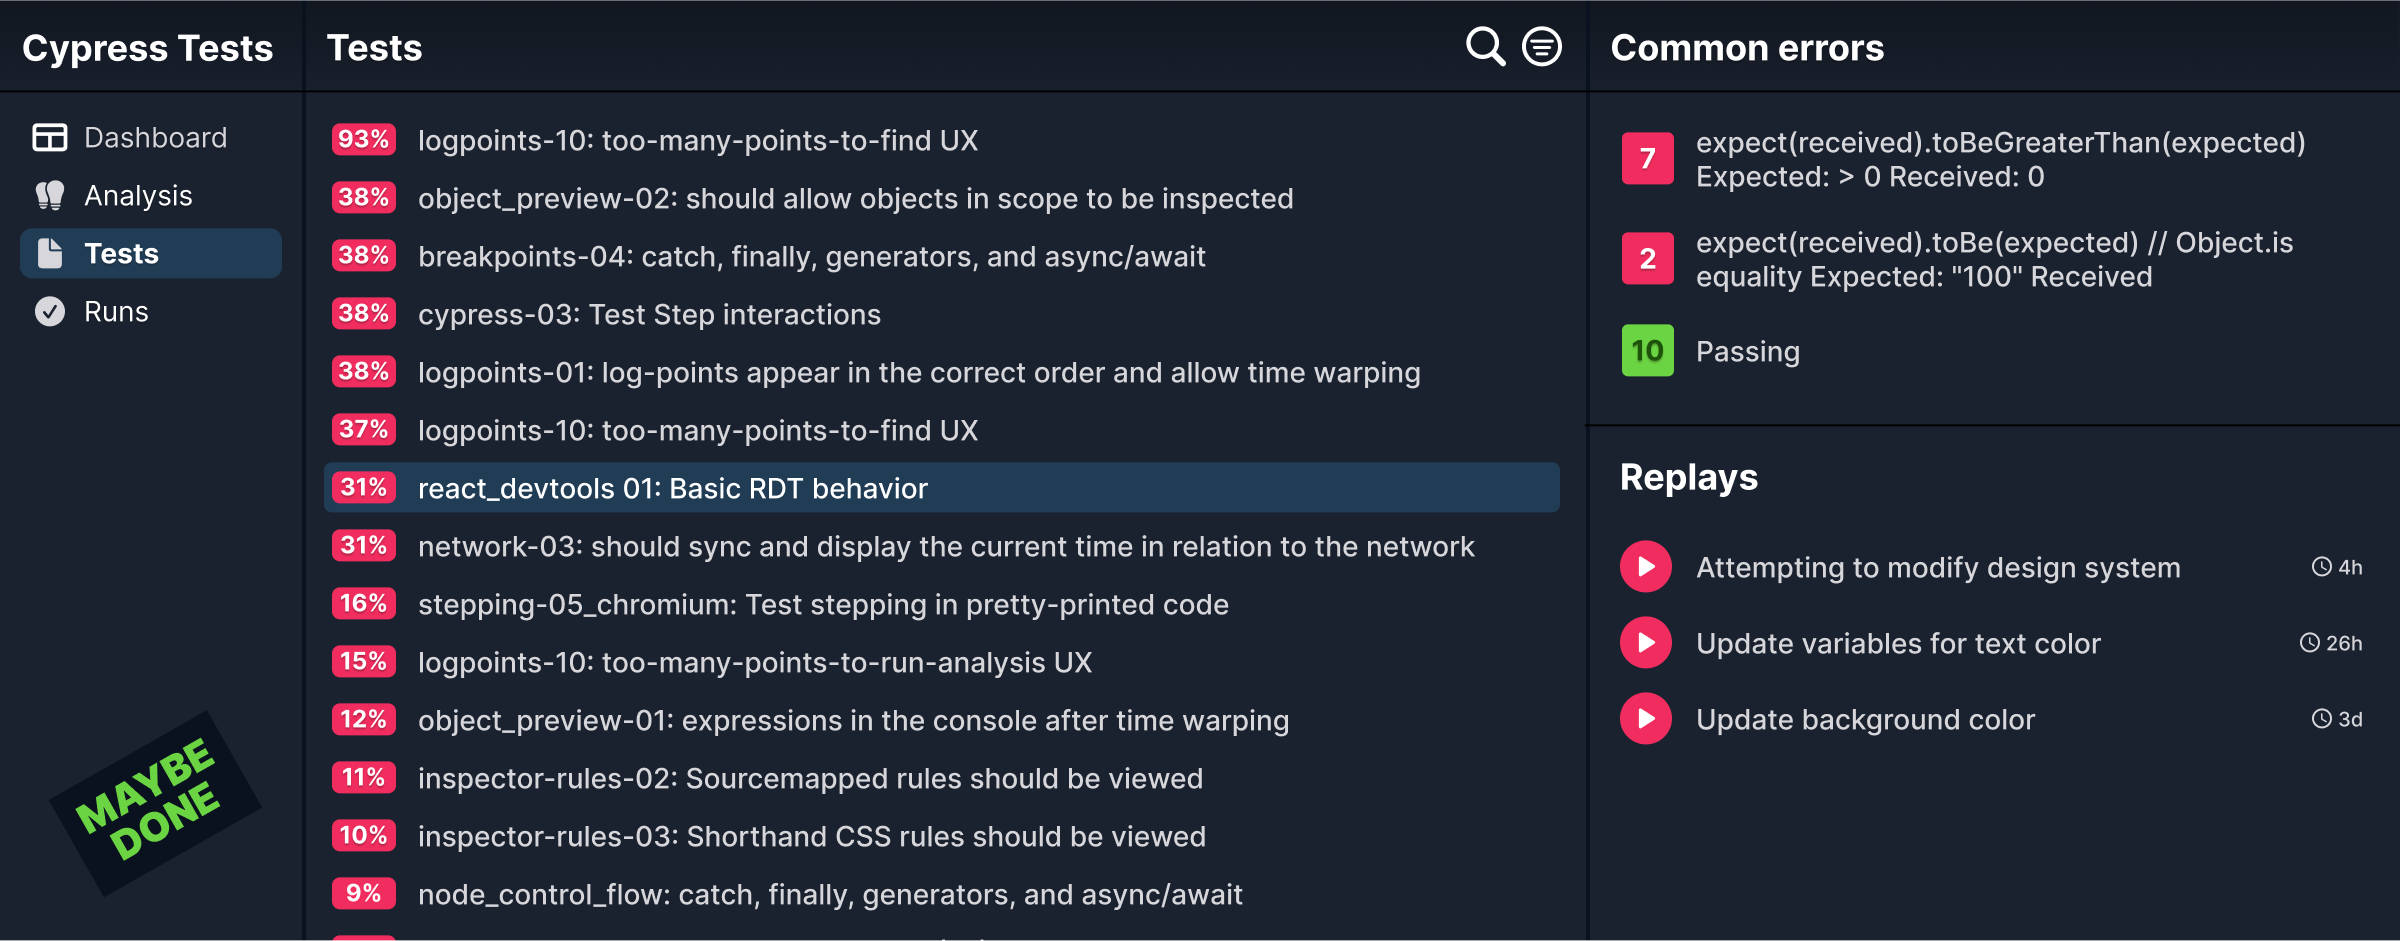 Cypress Tests
Dashboard
Analysis
Tests
Runs
MAYBE
DONE
Tests
93% logpoints-10: too-many-points-to-find UX
38% object_preview-02: should allow objects in scope to be inspected
38% breakpoints-04: catch, finally, generators, and async/await
38% cypress-03: Test Step interactions
38% logpoints-01: log-points appear in the correct order and allow time warping
37% logpoints-10: too-many-points-to-find UX
31% react_devtools 01: Basic RDT behavior
31% network-03: should sync and display the current time in relation to the network
16% stepping-05_chromium: Test stepping in pretty-printed code
15% logpoints-10: too-many-points-to-run-analysis UX
12% object_preview-01: expressions in the console after time warping
11% inspector-rules-02: Sourcemapped rules should be viewed
10% inspector-rules-03: Shorthand CSS rules should be viewed
9% node_control_flow: catch, finally, generators, and async/await
Common errors
7 expect(received).toBeGreaterThan(expected)
Expected: > 0 Received: 0
2 expect(received).toBe(expected) // Object.is
equality Expected: "100" Received
10 Passing
Replays
Attempting to modify design system 4h
Update variables for text color 26h
Update background color 3d